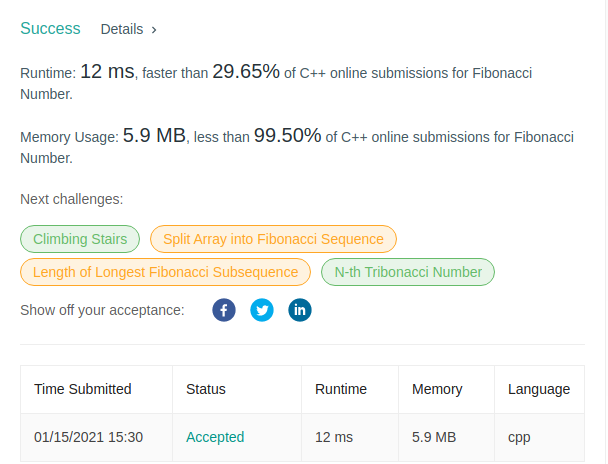 Success Details >
Runtime: 12 ms, faster than 29.65% of C++ online submissions for Fibonacci
Number.
Memory Usage: 5.9 MB, less than 99.50% of C++ online submissions for Fibonacci
Number.
Next challenges:
Climbing Stairs Split Array into Fibonacci Sequence
Length of Longest Fibonacci Subsequence N-th Tribonacci Number
Show off your acceptance: f in
Time Submitted Status Runtime Memory Language
01/15/2021 15:30 Accepted 12 ms 5.9 MB cpp